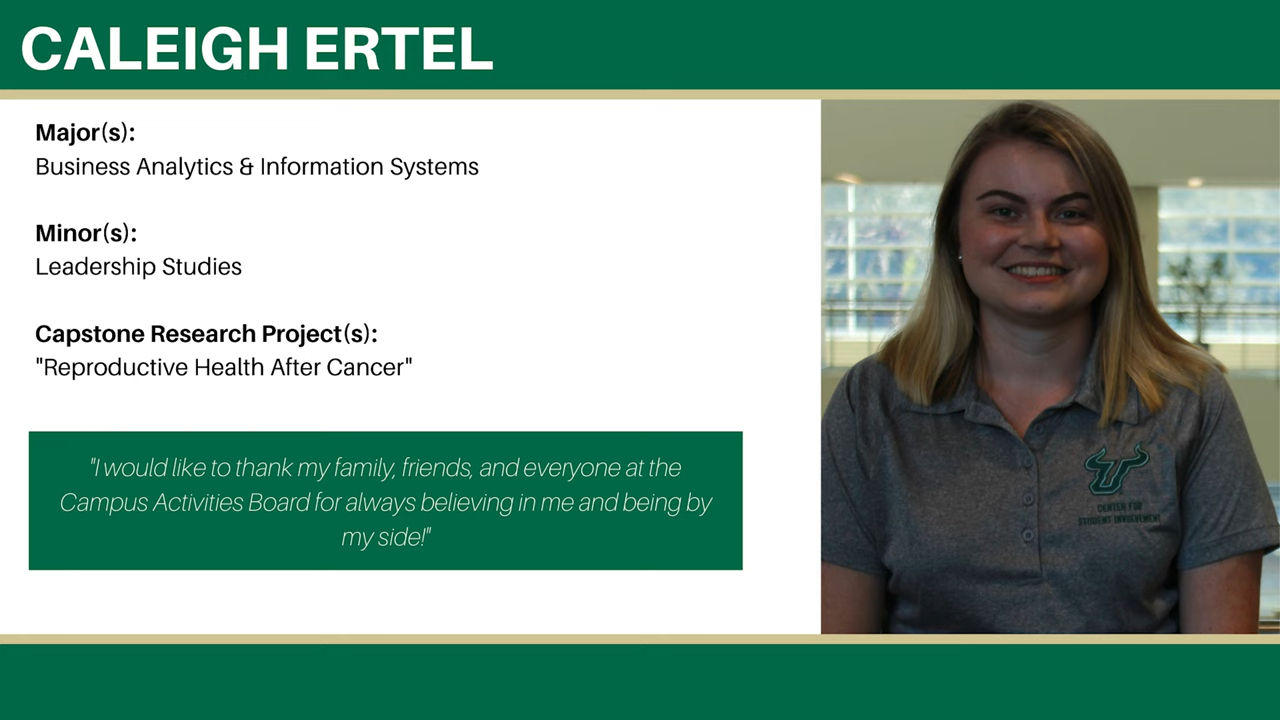 CALEIGH ERTEL
Major(s):
Business Analytics & Information Systems
Minor(s):
Leadership Studies
Capstone Research Project(s):
"Reproductive Health After Cancer"
"I would like to thank my family, friends, and everyone at the
Campus Activities Board for always believing in me and being by
my side!"
CENTER FOR
STUDENT INVOLVEMENT